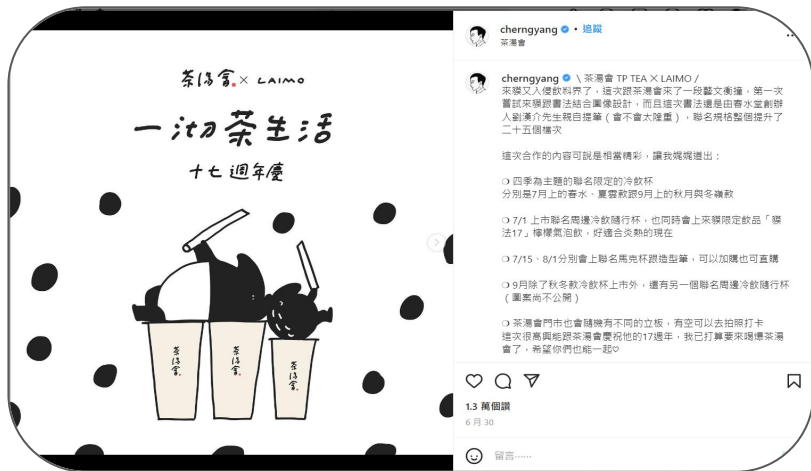 茶湯會.× LAIMO
一沏茶生活
十七週年慶
茶湯會.
茶湯會.
茶湯會.
cherngyang • 追蹤
茶湯會
cherngyang \ 茶湯會 TP TEA X LAIMO /
來貘又入侵飲料界了，這次跟茶湯會來了一段藝文衝撞，第一次
嘗試來貘跟書法結合圖像設計，而且這次書法還是由春水堂創辦
人劉漢介先生親自提筆（會不會太隆重），聯名規格整個提升了
二十五個檔次
這次合作的內容可說是相當精彩，讓我娓娓道出：
❍ 四季為主題的聯名限定的冷飲杯
分別是7月上的春水、夏雲款跟9月上的秋月與冬嶺款
❍ 7/1 上市聯名周邊冷飲隨行杯，也同時會上來貘限定飲品「貘
法17」檸檬氣泡飲，好適合炎熱的現在
❍ 7/15、8/1分別會上聯名馬克杯跟造型筆，可以加購也可直購
❍ 9月除了秋冬款冷飲杯上市外，還有另一個聯名周邊冷飲隨行杯
（圖案尚不公開）
❍ 茶湯會門市也會隨機有不同的立板，有空可以去拍照打卡
這次很高興能跟茶湯會慶祝他的17週年，我已打算要來喝爆茶湯
會了，希望你們也能一起♡
1.3 萬個讚
6 月 30
留言⋯⋯